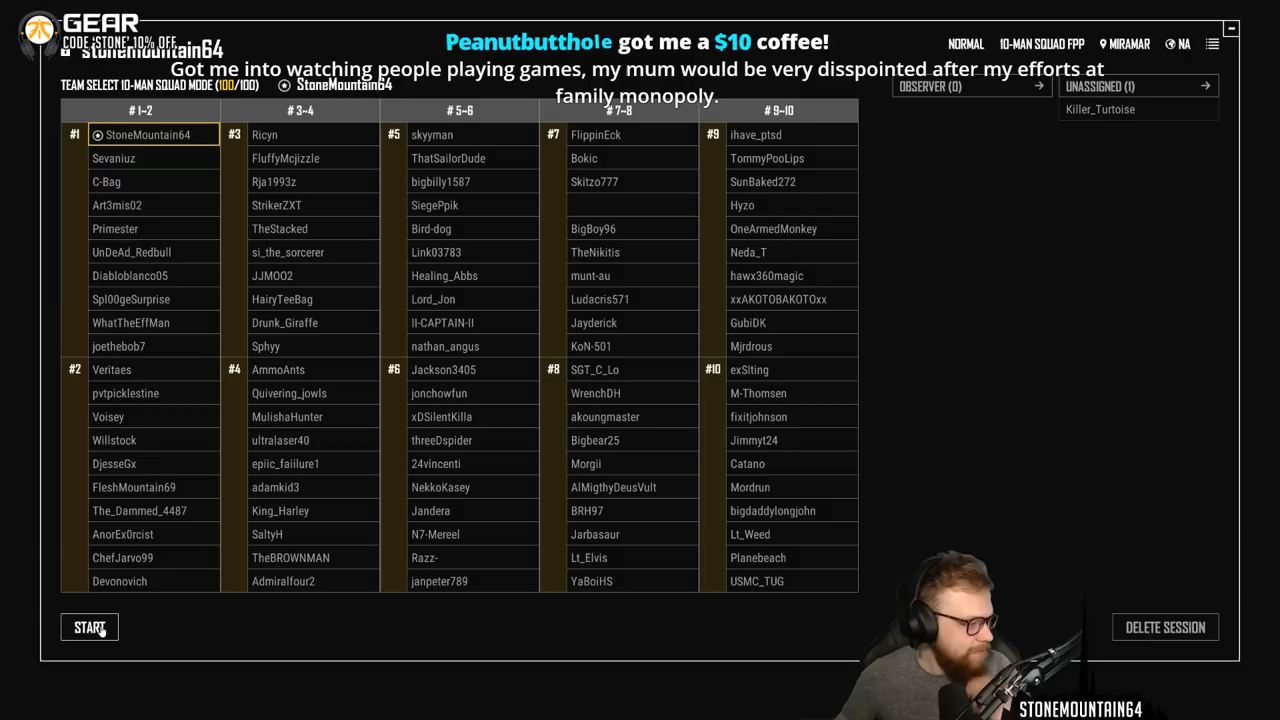 GEAR
CODE 'STONE' 10% OFF
stonemountain64
Peanutbutthole got me a $10 coffee!
Got me into watching people playing games, my mum would be very disspointed after my efforts at
family monopoly.
NORMAL 10-MAN SQUAD FPP MIRAMAR NA
TEAM SELECT 10-MAN SQUAD MODE (100/100) StoneMountain64
OBSERVER (0) UNASSIGNED (1)
Killer_Turtoise
# 1~2 # 3~4 # 5~6 # 7~8 # 9~10
#1 StoneMountain64 #3 Ricyn #5 skyyman #7 FlippinEck #9 ihave_ptsd
Sevaniuz FluffyMcjizzle ThatSailorDude Bokic TommyPooLips
C-Bag Rja1993z bigbilly1587 Skitzo777 SunBaked272
Art3mis02 StrikerZXT SiegePpik Hyzo
Primester TheStacked Bird-dog BigBoy96 OneArmedMonkey
UnDeAd_Redbull si_the_sorcerer Link03783 TheNikitis Neda_T
Diabloblanco05 JJMOO2 Healing_Abbs munt-au hawx360magic
Spl00geSurprise HairyTeeBag Lord_Jon Ludacris571 xxAKOTOBAKOTOxx
WhatTheEffMan Drunk_Giraffe II-CAPTAIN-II Jayderick GubiDK
joethebob7 Sphyy nathan_angus KoN-501 Mjrdrous
#2 Veritaes #4 AmmoAnts #6 Jackson3405 #8 SGT_C_Lo #10 exSIting
pvtpicklestine Quivering_jowls jonchowfun WrenchDH M-Thomsen
Voisey MulishaHunter xDSilentKilla akoungmaster fixitjohnson
Willstock ultralaser40 threeDspider Bigbear25 Jimmyt24
DjesseGx epiic_faiilure1 24vincenti Morgii Catano
FleshMountain69 adamkid3 NekkoKasey AlMigthyDeusVult Mordrun
The_Dammed_4487 King_Harley Jandera BRH97 bigdaddylongjohn
AnorEx0rcist SaltyH N7-Mereel Jarbasaur Lt_Weed
ChefJarvo99 TheBROWNMAN Razz- Lt_Elvis Planebeach
Devonovich Admiralfour2 janpeter789 YaBoiHS USMC_TUG
START
DELETE SESSION
STONEMOUNTAIN64